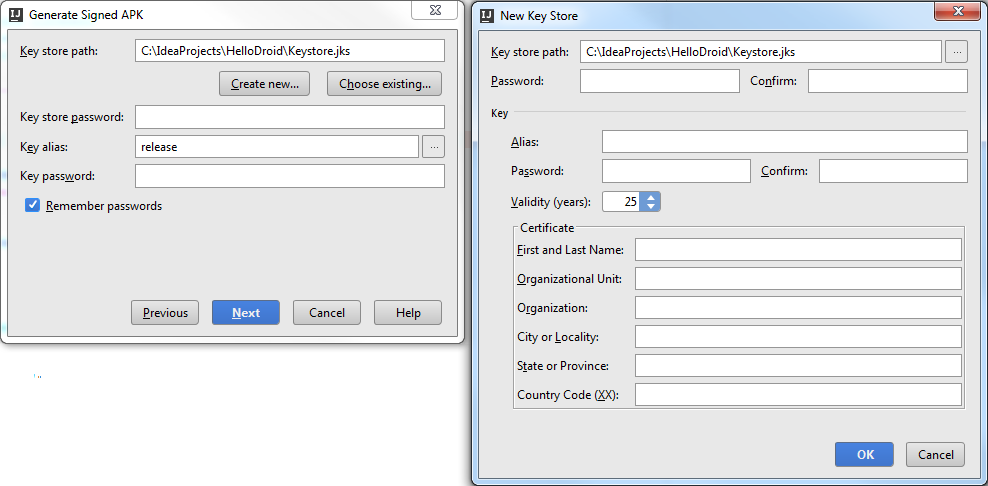 Generate Signed APK
Key store path: C:\IdeaProjects\HelloDroid\Keystore.jks
Create new... Choose existing...
Key store password:
Key alias: release ...
Key password:
Remember passwords
Previous Next Cancel Help
New Key Store
Key store path: C:\IdeaProjects\HelloDroid\Keystore.jks ...
Password: Confirm:
Key
Alias:
Password: Confirm:
Validity (years): 25
Certificate
First and Last Name:
Organizational Unit:
Organization:
City or Locality:
State or Province:
Country Code (XX):
OK Cancel